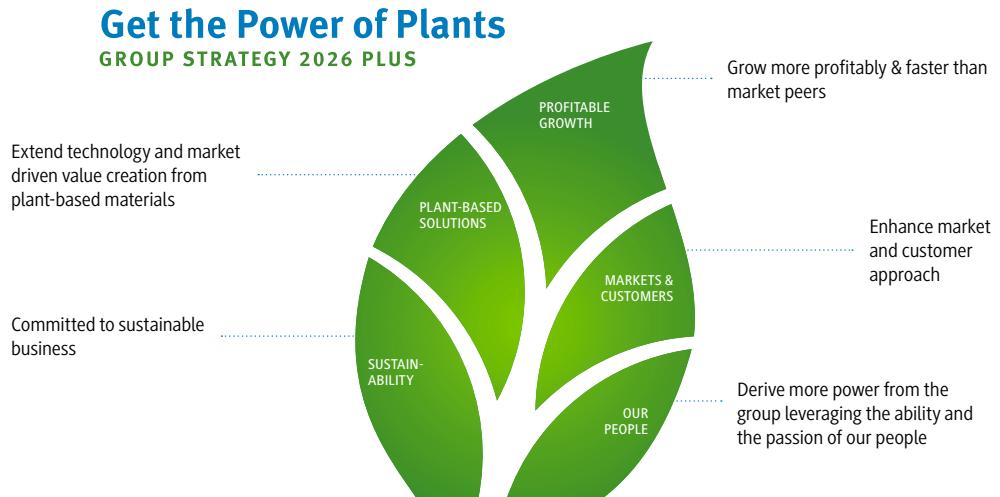 Get the Power of Plants
GROUP STRATEGY 2026 PLUS
Grow more profitably & faster than
market peers
PROFITABLE
GROWTH
Extend technology and market
driven value creation from
plant-based materials
PLANT-BASED
SOLUTIONS
Enhance market
and customer
approach
MARKETS &
CUSTOMERS
Committed to sustainable
business
SUSTAIN-
ABILITY
Derive more power from the
group leveraging the ability and
the passion of our people
OUR
PEOPLE